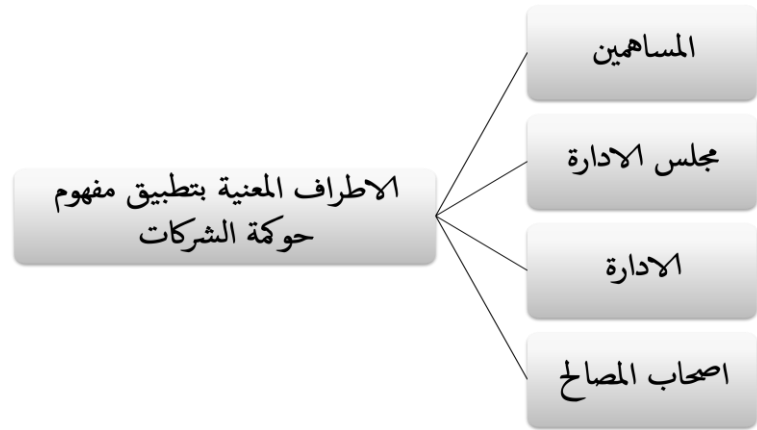 الاطراف المعنية بتطبيق مفهوم
حوكمة الشركات
المساهمين
مجلس الادارة
الادارة
اصحاب المصالح